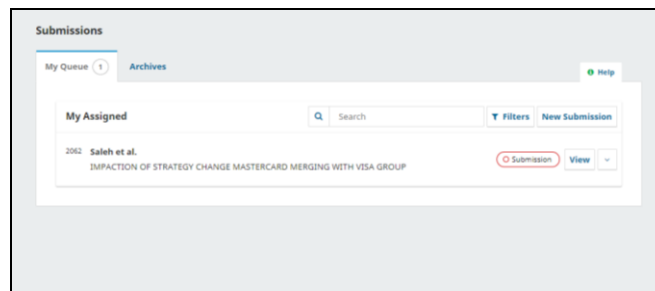 Submissions
My Queue 1 Archives
Help
My Assigned Search Filters New Submission
2062 Saleh et al. Submission View
IMPACTION OF STRATEGY CHANGE MASTERCARD MERGING WITH VISA GROUP